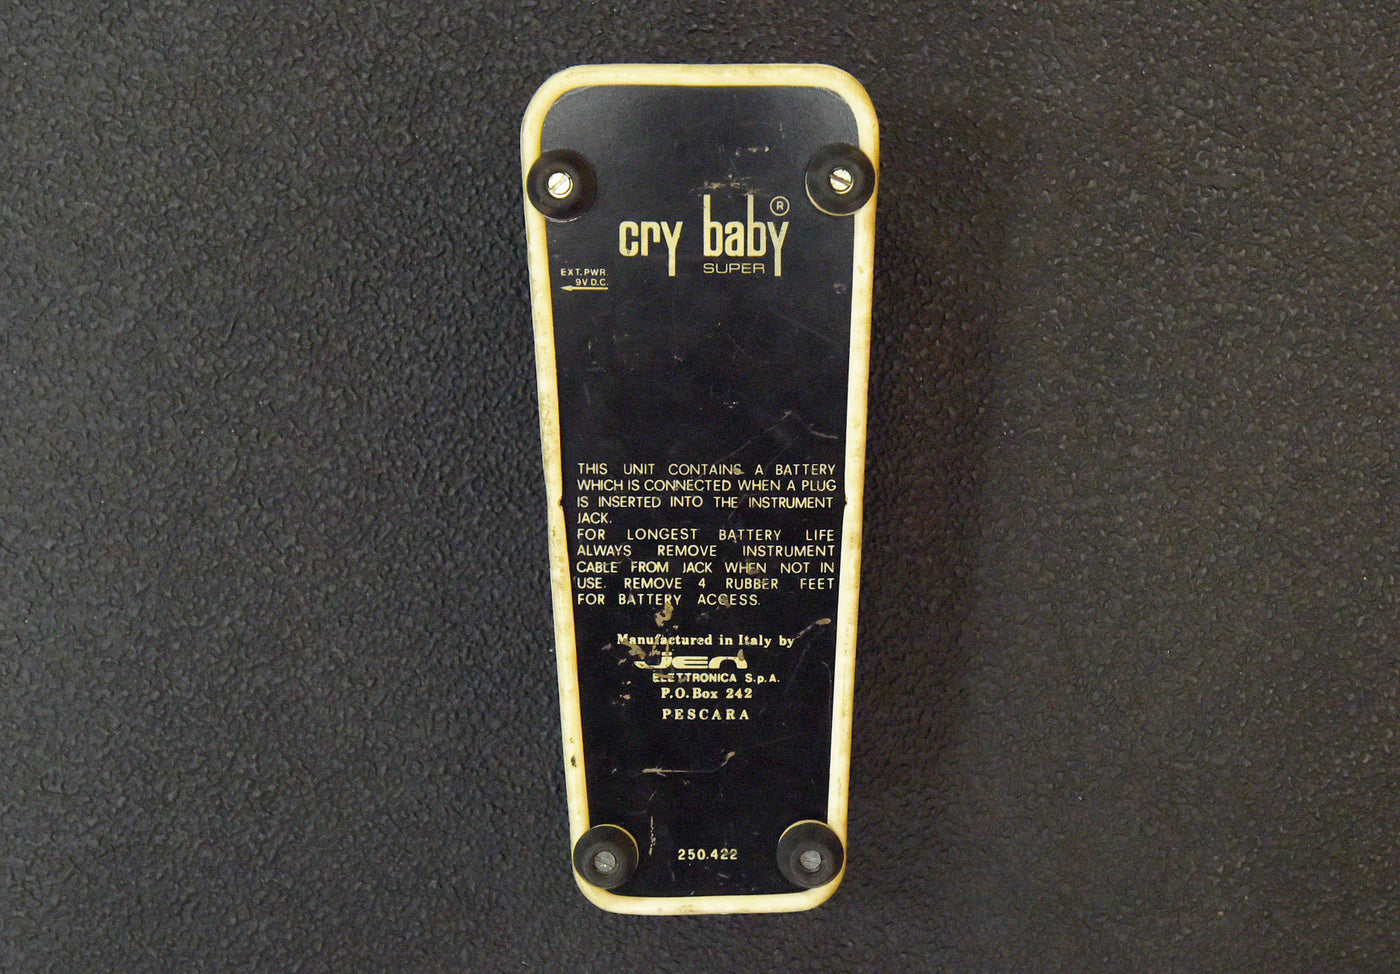 cry baby ®
SUPER
EXT. PWR.
9V D.C.
THIS UNIT CONTAINS A BATTERY
WHICH IS CONNECTED WHEN A PLUG
IS INSERTED INTO THE INSTRUMENT
JACK.
FOR LONGEST BATTERY LIFE
ALWAYS REMOVE INSTRUMENT
CABLE FROM JACK WHEN NOT IN
USE. REMOVE 4 RUBBER FEET
FOR BATTERY ACCESS.
Manufactured in Italy by
Jen
ELETTRONICA S.p.A.
P.O. Box 242
PESCARA
250.422